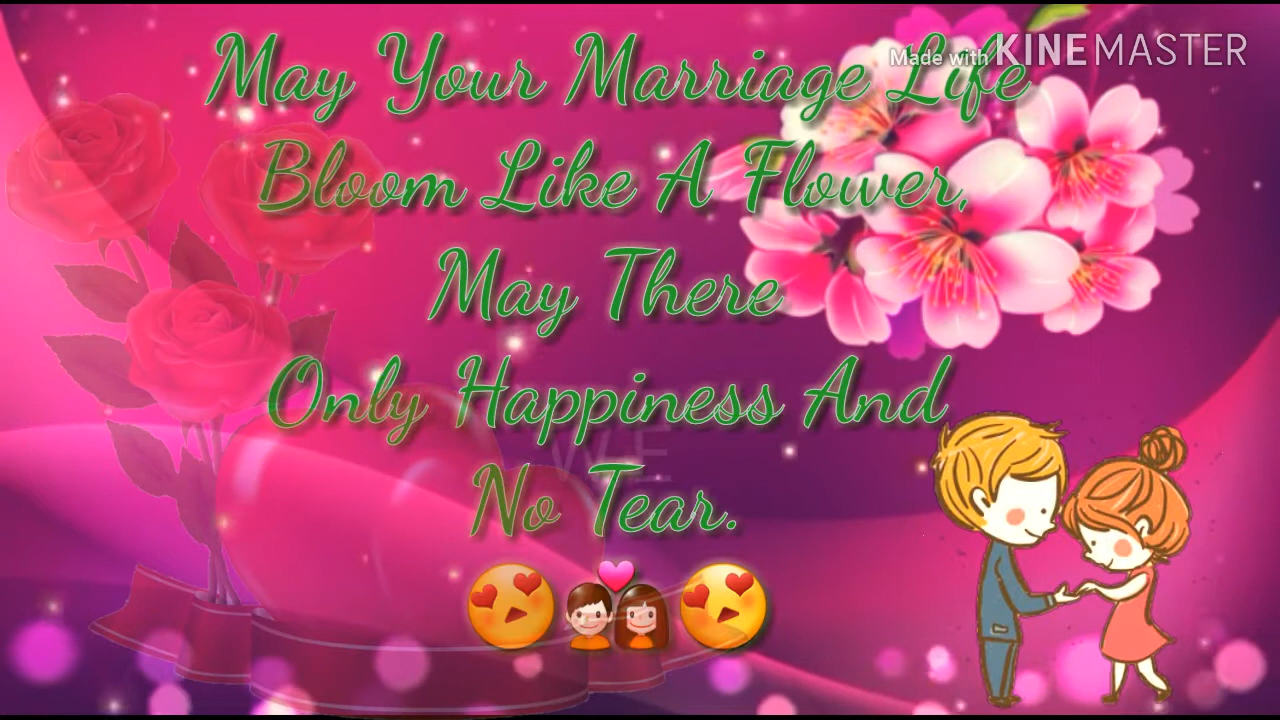 Made with KINEMASTER
May Your Marriage Life
Bloom Like A Flower,
May There
Only Happiness And
No Tear.